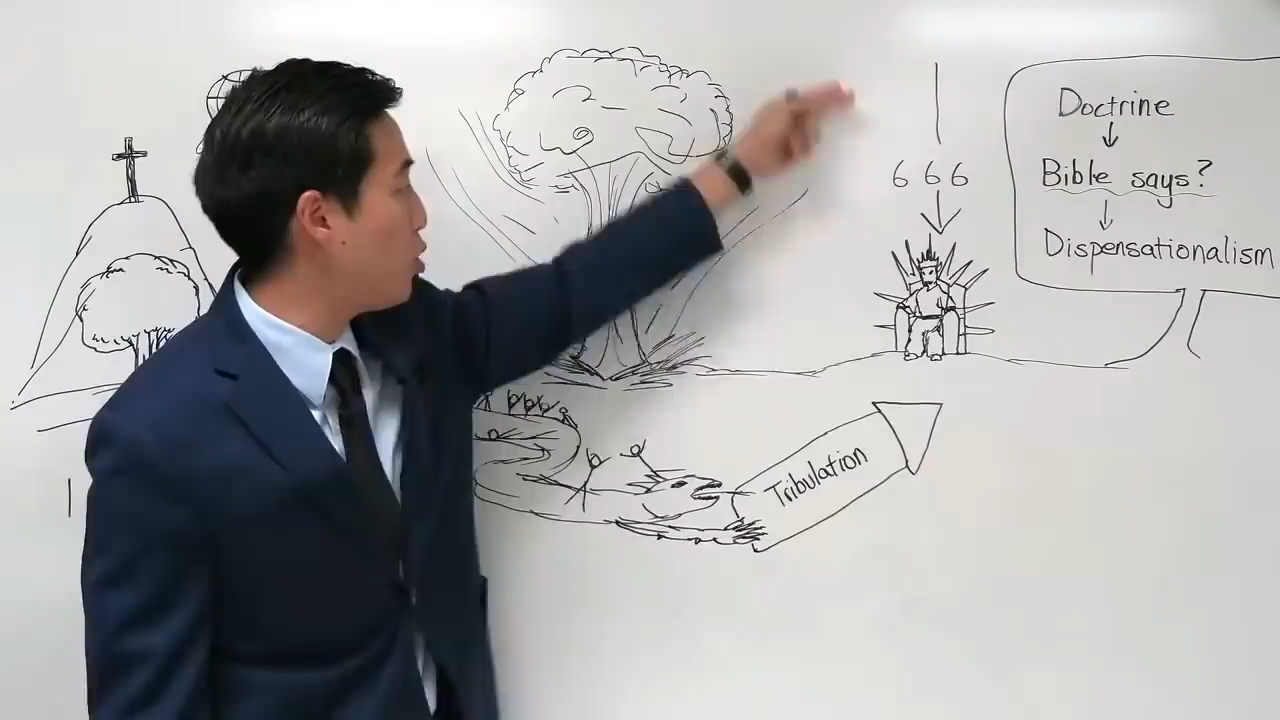 666
Doctrine
Bible says?
Dispensationalism
Tribulation